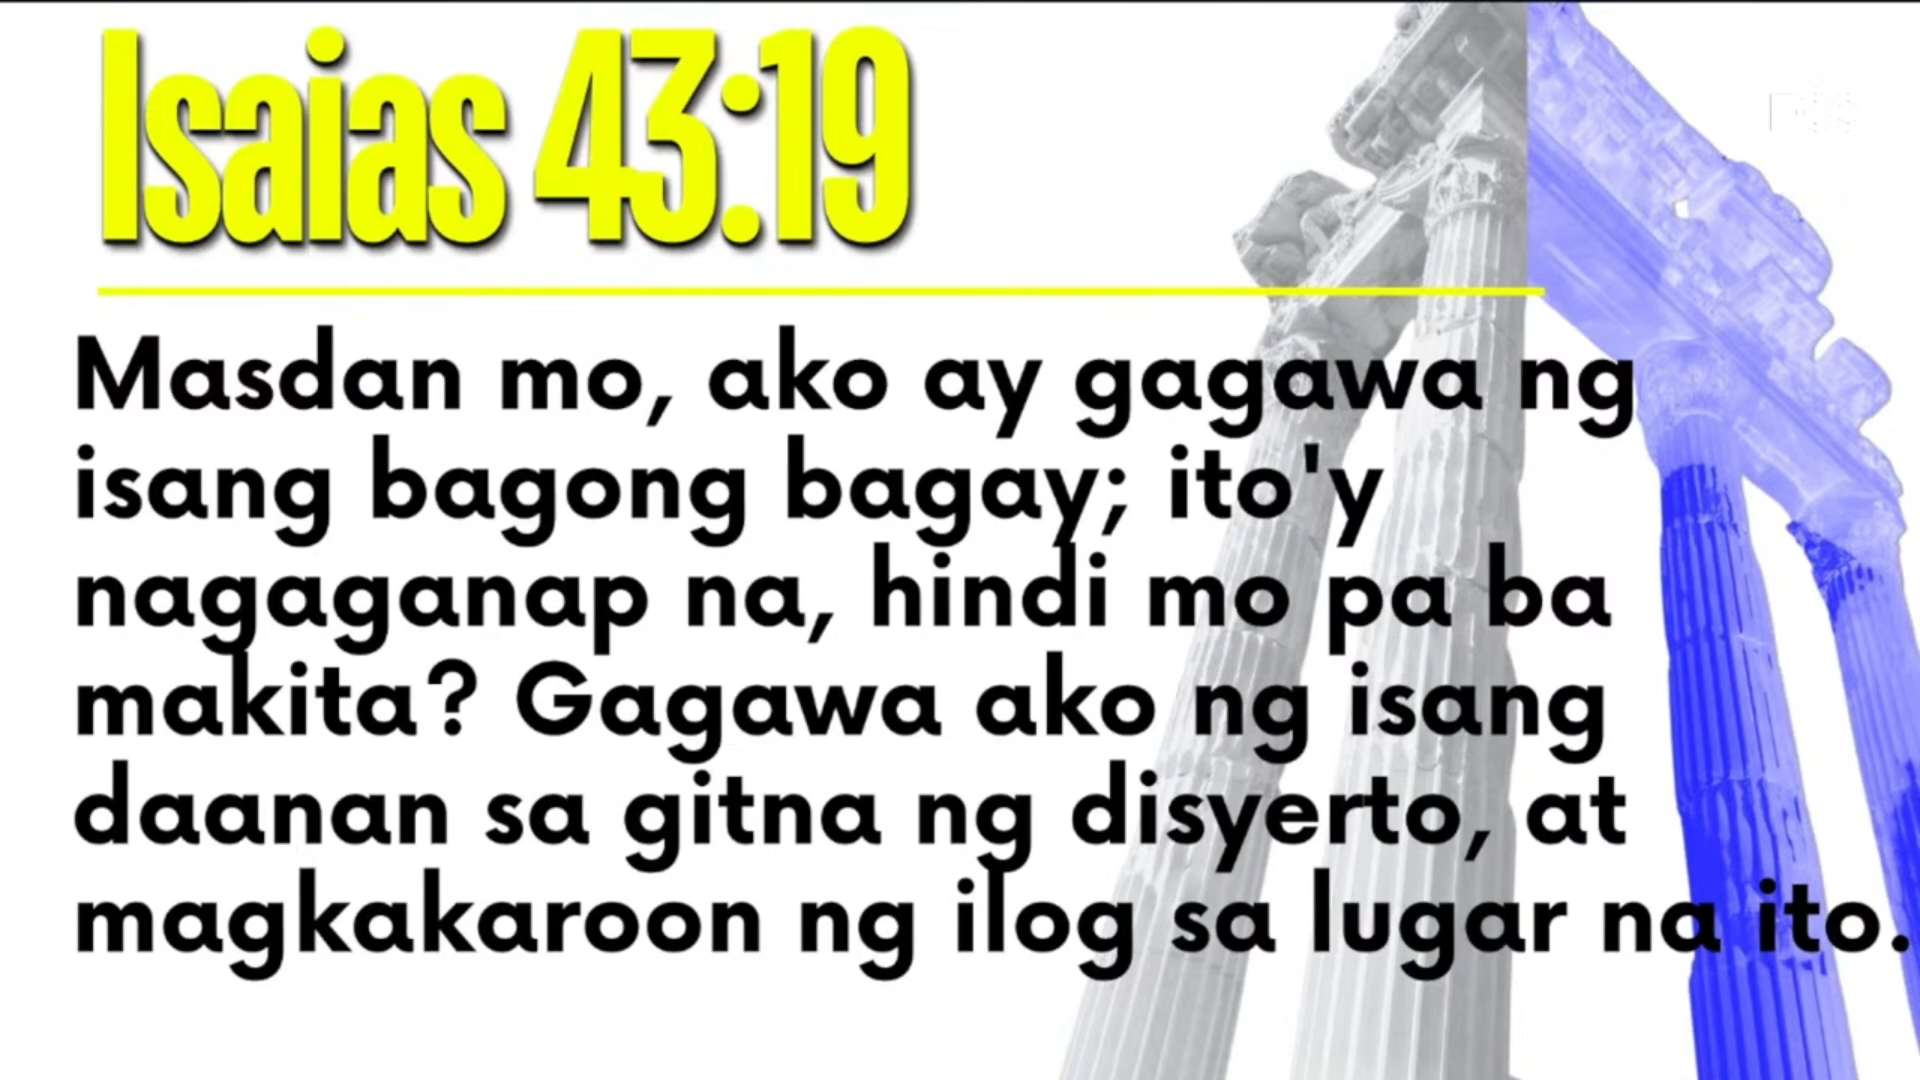 Isaias 43:19
Masdan mo, ako ay gagawa ng
isang bagong bagay; ito'y
nagaganap na, hindi mo pa ba
makita? Gagawa ako ng isang
daanan sa gitna ng disyerto, at
magkakaroon ng ilog sa lugar na ito.